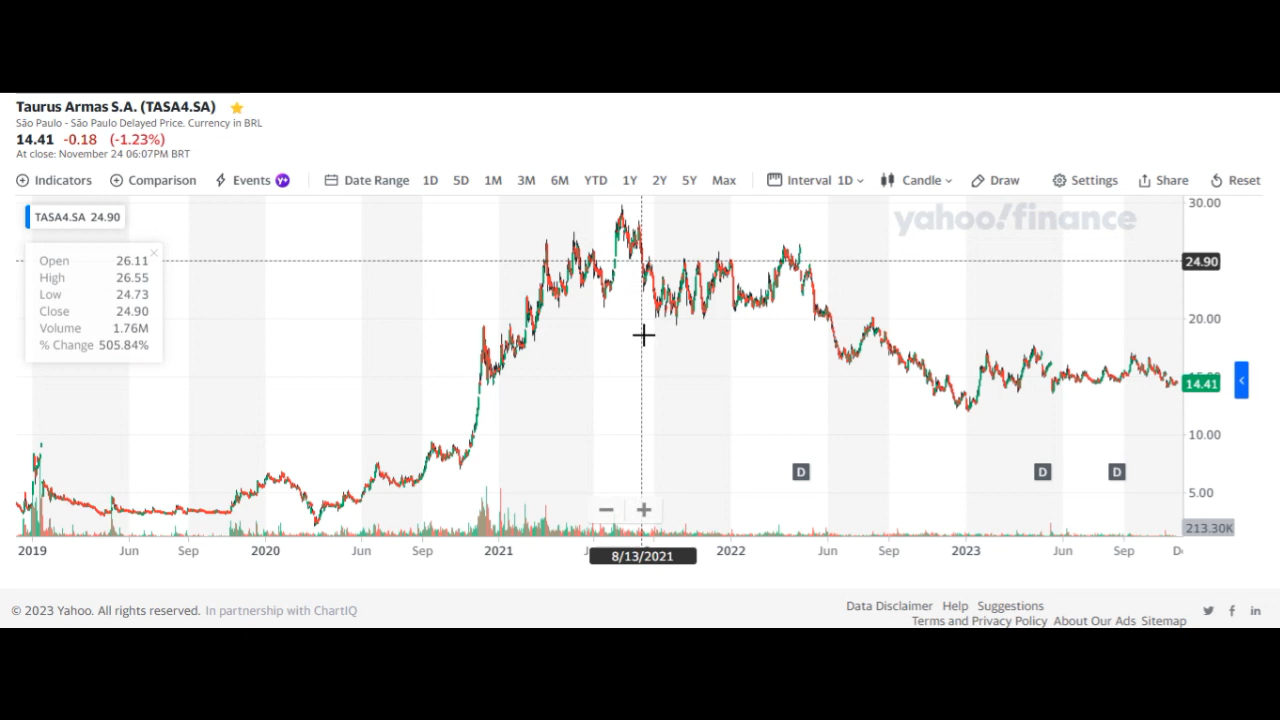 Taurus Armas S.A. (TASA4.SA)
São Paulo - São Paulo Delayed Price. Currency in BRL
14.41 -0.18 (-1.23%)
At close: November 24 06:07PM BRT
Indicators Comparison Events Y+ Date Range 1D 5D 1M 3M 6M YTD 1Y 2Y 5Y Max Interval 1D Candle Draw Settings Share Reset
TASA4.SA 24.90
yahoo!finance
Open 26.11
High 26.55
Low 24.73
Close 24.90
Volume 1.76M
% Change 505.84%
30.00
24.90
20.00
14.41
10.00
5.00
213.30K
D D D
2019 Jun Sep 2020 Jun Sep 2021 8/13/2021 2022 Jun Sep 2023 Jun Sep
© 2023 Yahoo. All rights reserved. In partnership with ChartIQ
Data Disclaimer Help Suggestions
Terms and Privacy Policy About Our Ads Sitemap